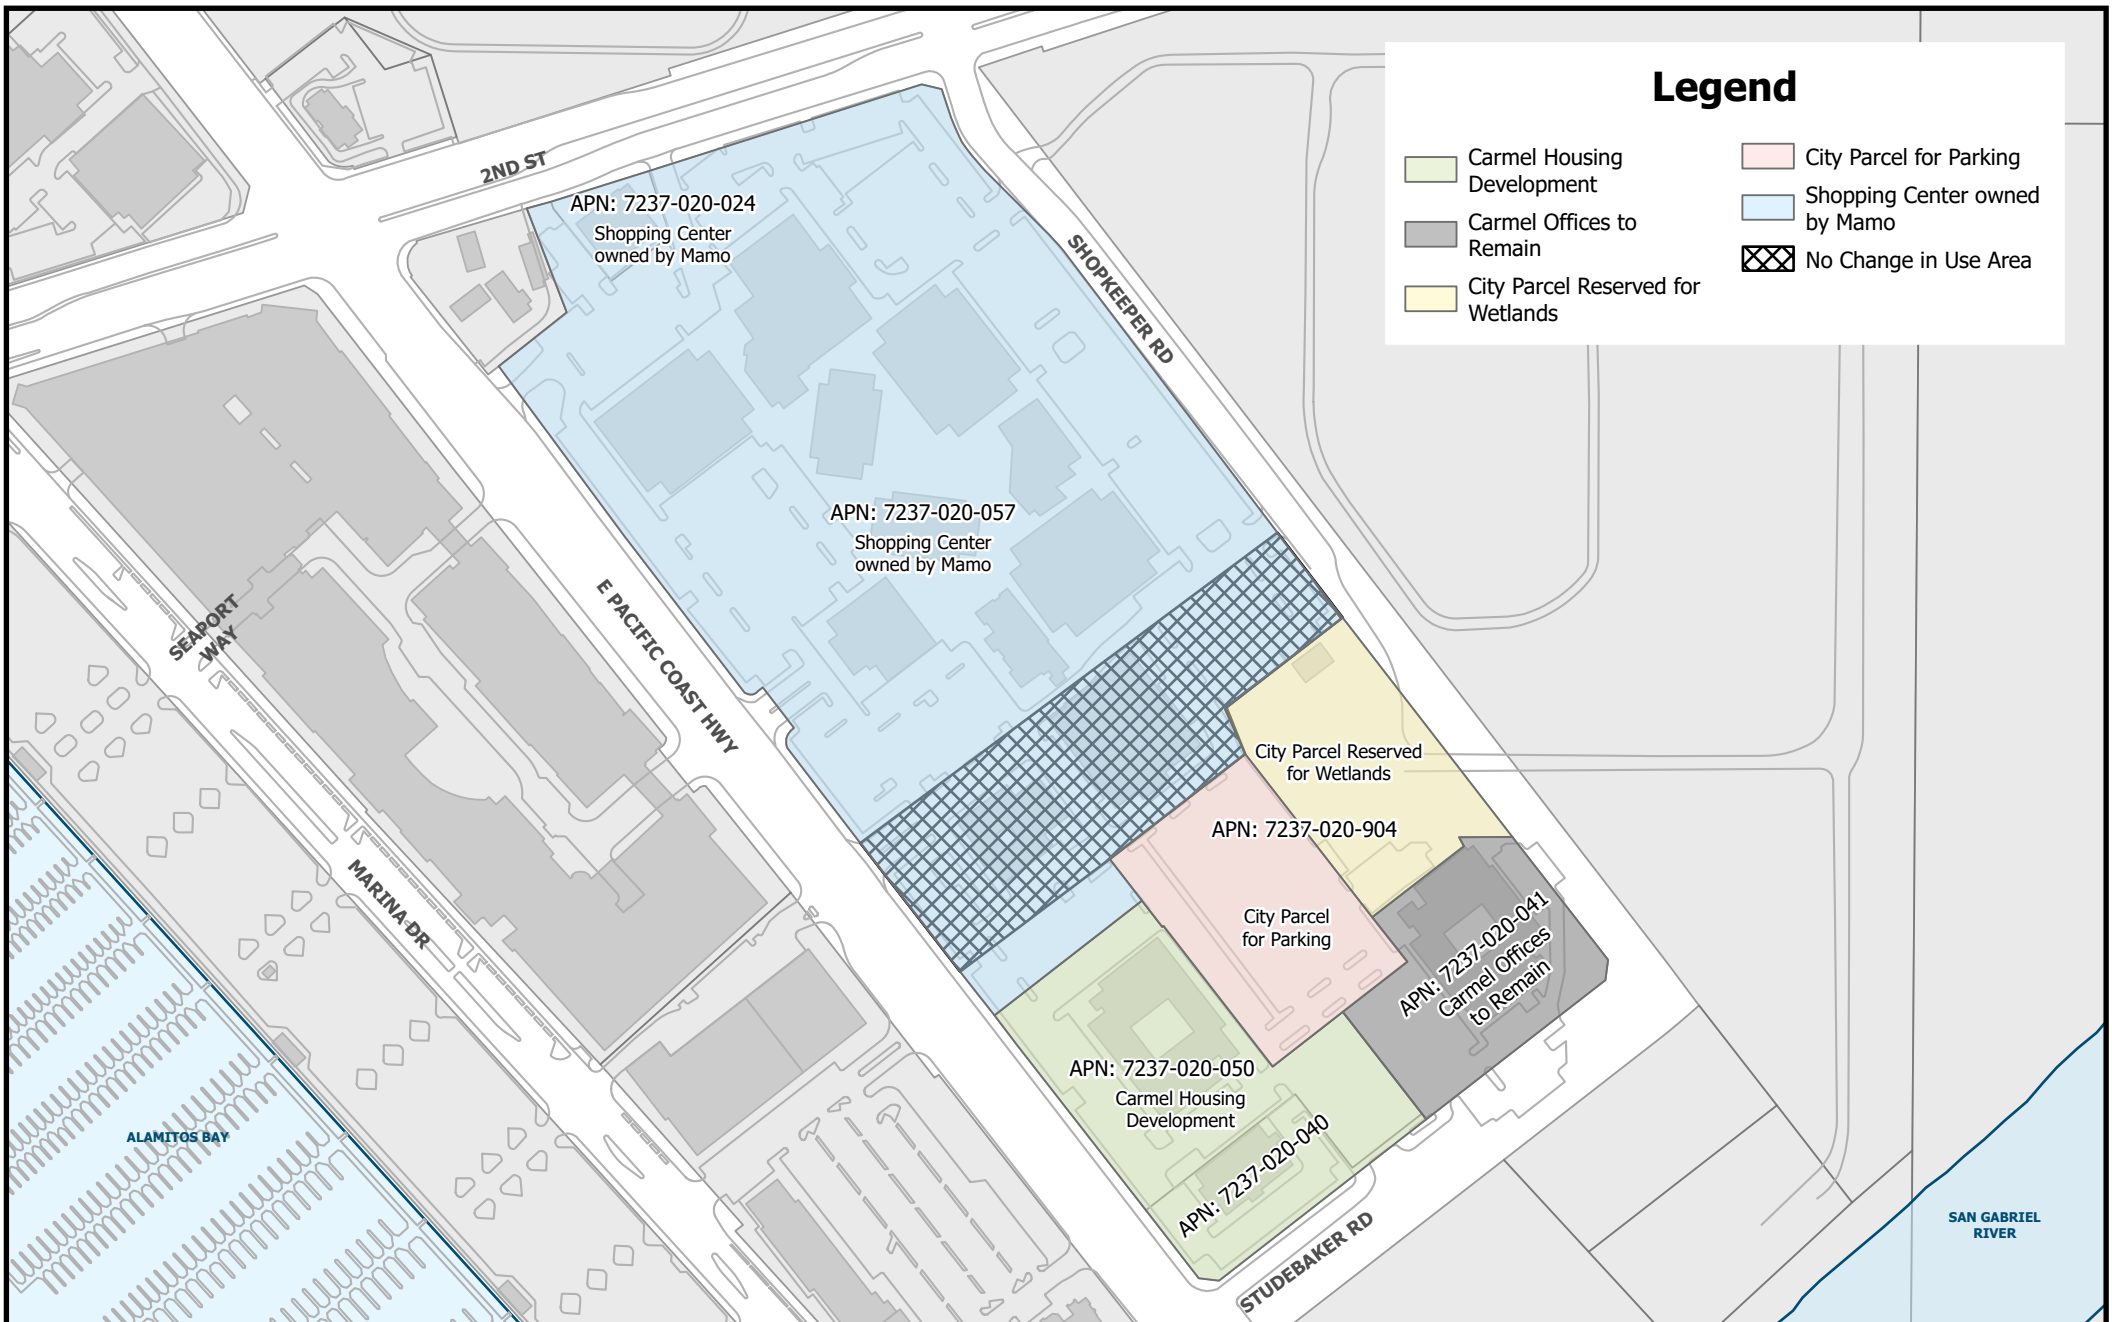 Legend
Carmel Housing
Development
Carmel Offices to
Remain
City Parcel Reserved for
Wetlands
City Parcel for Parking
Shopping Center owned
by Mamo
No Change in Use Area
2ND ST
APN: 7237-020-024
Shopping Center
owned by Mamo
SHOPKEEPER RD
APN: 7237-020-057
Shopping Center
owned by Mamo
E PACIFIC COAST HWY
SEAPORT
WAY
City Parcel Reserved
for Wetlands
APN: 7237-020-904
MARINA DR
City Parcel
for Parking
APN: 7237-020-041
Carmel Offices
to Remain
APN: 7237-020-050
Carmel Housing
Development
APN: 7237-020-040
ALAMITOS BAY
STUDEBAKER RD
SAN GABRIEL
RIVER